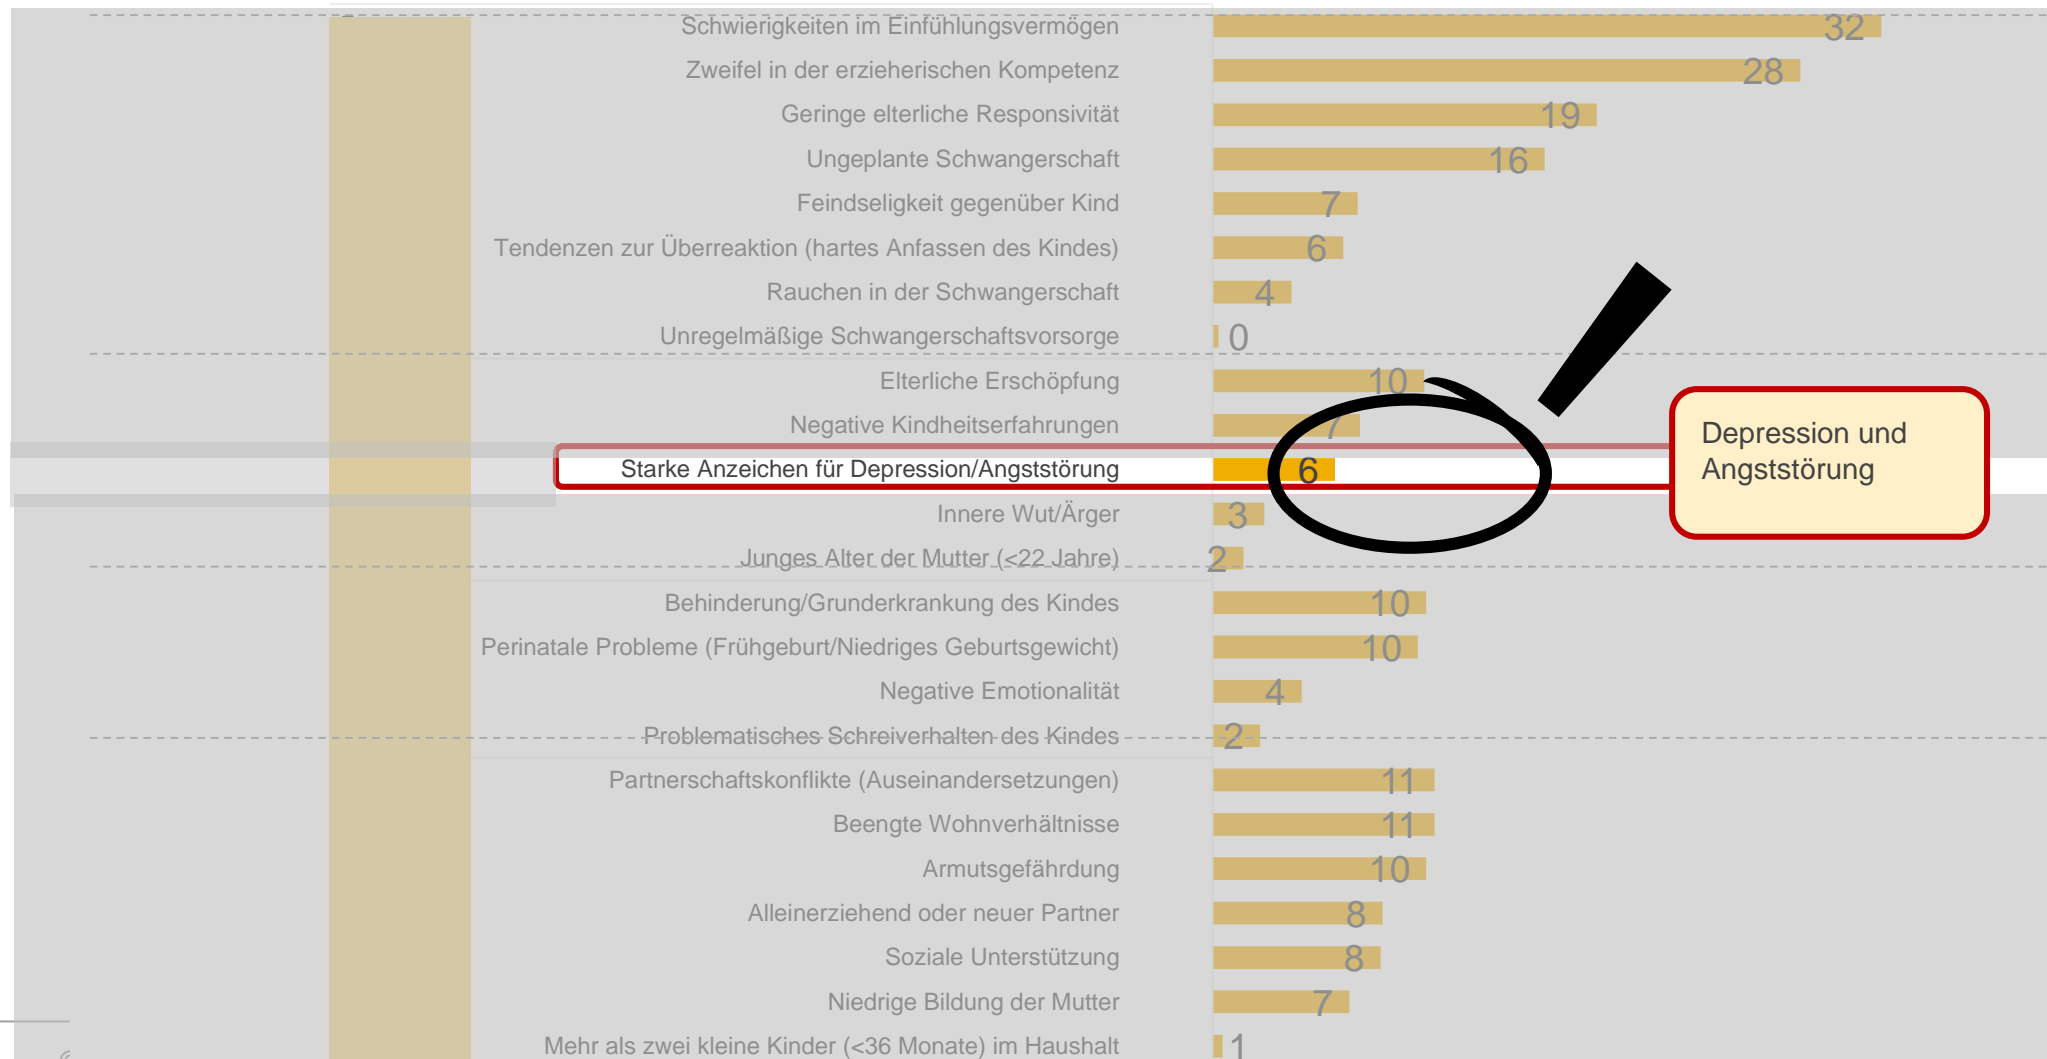 Schwierigkeiten im Einfühlungsvermögen 32
Zweifel in der erzieherischen Kompetenz 28
Geringe elterliche Responsivität 19
Ungeplante Schwangerschaft 16
Feindseligkeit gegenüber Kind 7
Tendenzen zur Überreaktion (hartes Anfassen des Kindes) 6
Rauchen in der Schwangerschaft 4
Unregelmäßige Schwangerschaftsvorsorge 0
Elterliche Erschöpfung 10
Negative Kindheitserfahrungen 7
Starke Anzeichen für Depression/Angststörung 6
Depression und
Angststörung
Innere Wut/Ärger 3
Junges Alter der Mutter (<22 Jahre) 2
Behinderung/Grunderkrankung des Kindes 10
Perinatale Probleme (Frühgeburt/Niedriges Geburtsgewicht) 10
Negative Emotionalität 4
Problematisches Schreiverhalten des Kindes 2
Partnerschaftskonflikte (Auseinandersetzungen) 11
Beengte Wohnverhältnisse 11
Armutsgefährdung 10
Alleinerziehend oder neuer Partner 8
Soziale Unterstützung 8
Niedrige Bildung der Mutter 7
Mehr als zwei kleine Kinder (<36 Monate) im Haushalt 1